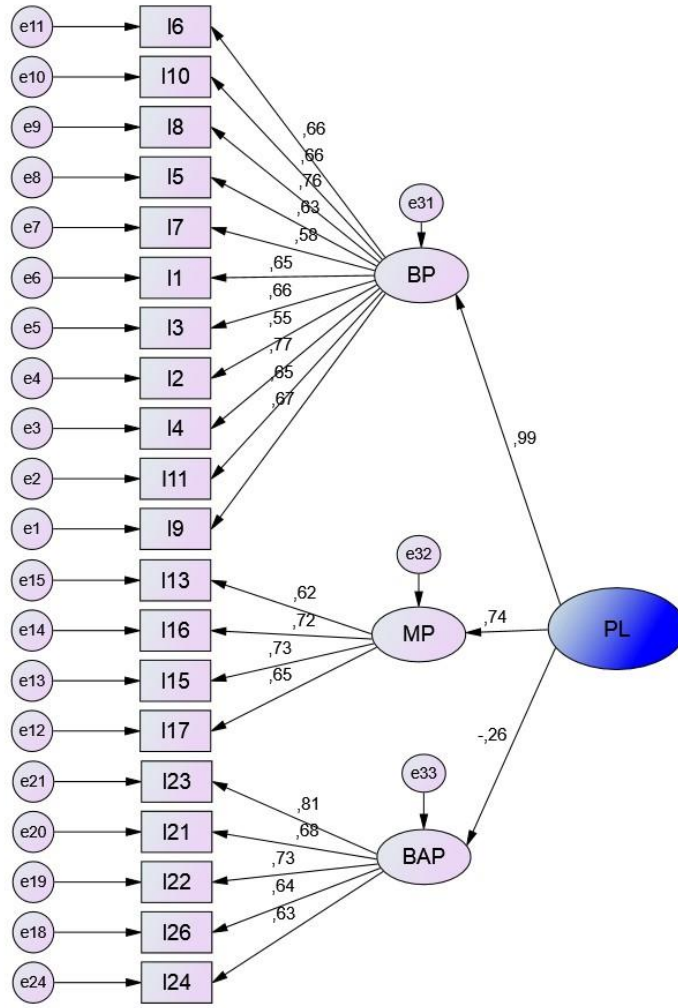 e11 I6
e10 I10
e9 I8
e8 I5
e7 I7
e6 I1
e5 I3
e4 I2
e3 I4
e2 I11
e1 I9
,66
,66
,76
,63
,58
,65
,66
,55
,77
,65
,67
e31
BP
,99
e15 I13
e14 I16
e13 I15
e12 I17
,62
,72
,73
,65
e32
MP
,74
PL
e21 I23
e20 I21
e19 I22
e18 I26
e24 I24
,81
,68
,73
,64
,63
e33
BAP
-,26